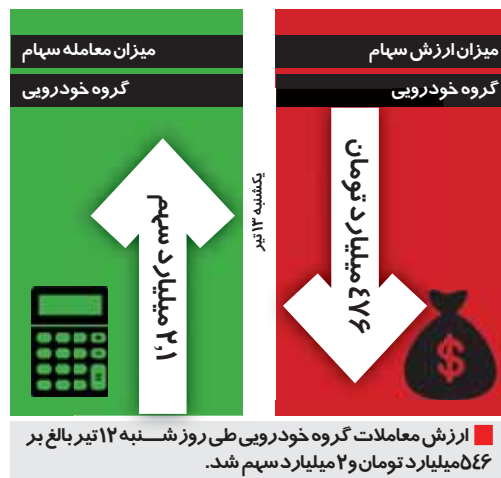 میزان ارزش سهام
گروه خودرویی
۴۷۶ میلیارد تومان
یکشنبه ۱۳ تیر
میزان معامله سهام
گروه خودرویی
۲,۱ میلیارد سهم
$
ارزش معاملات گروه خودرویی طی روز شنبه ۱۲ تیر بالغ بر
۵۴۶ میلیارد تومان و ۲ میلیارد سهم شد.